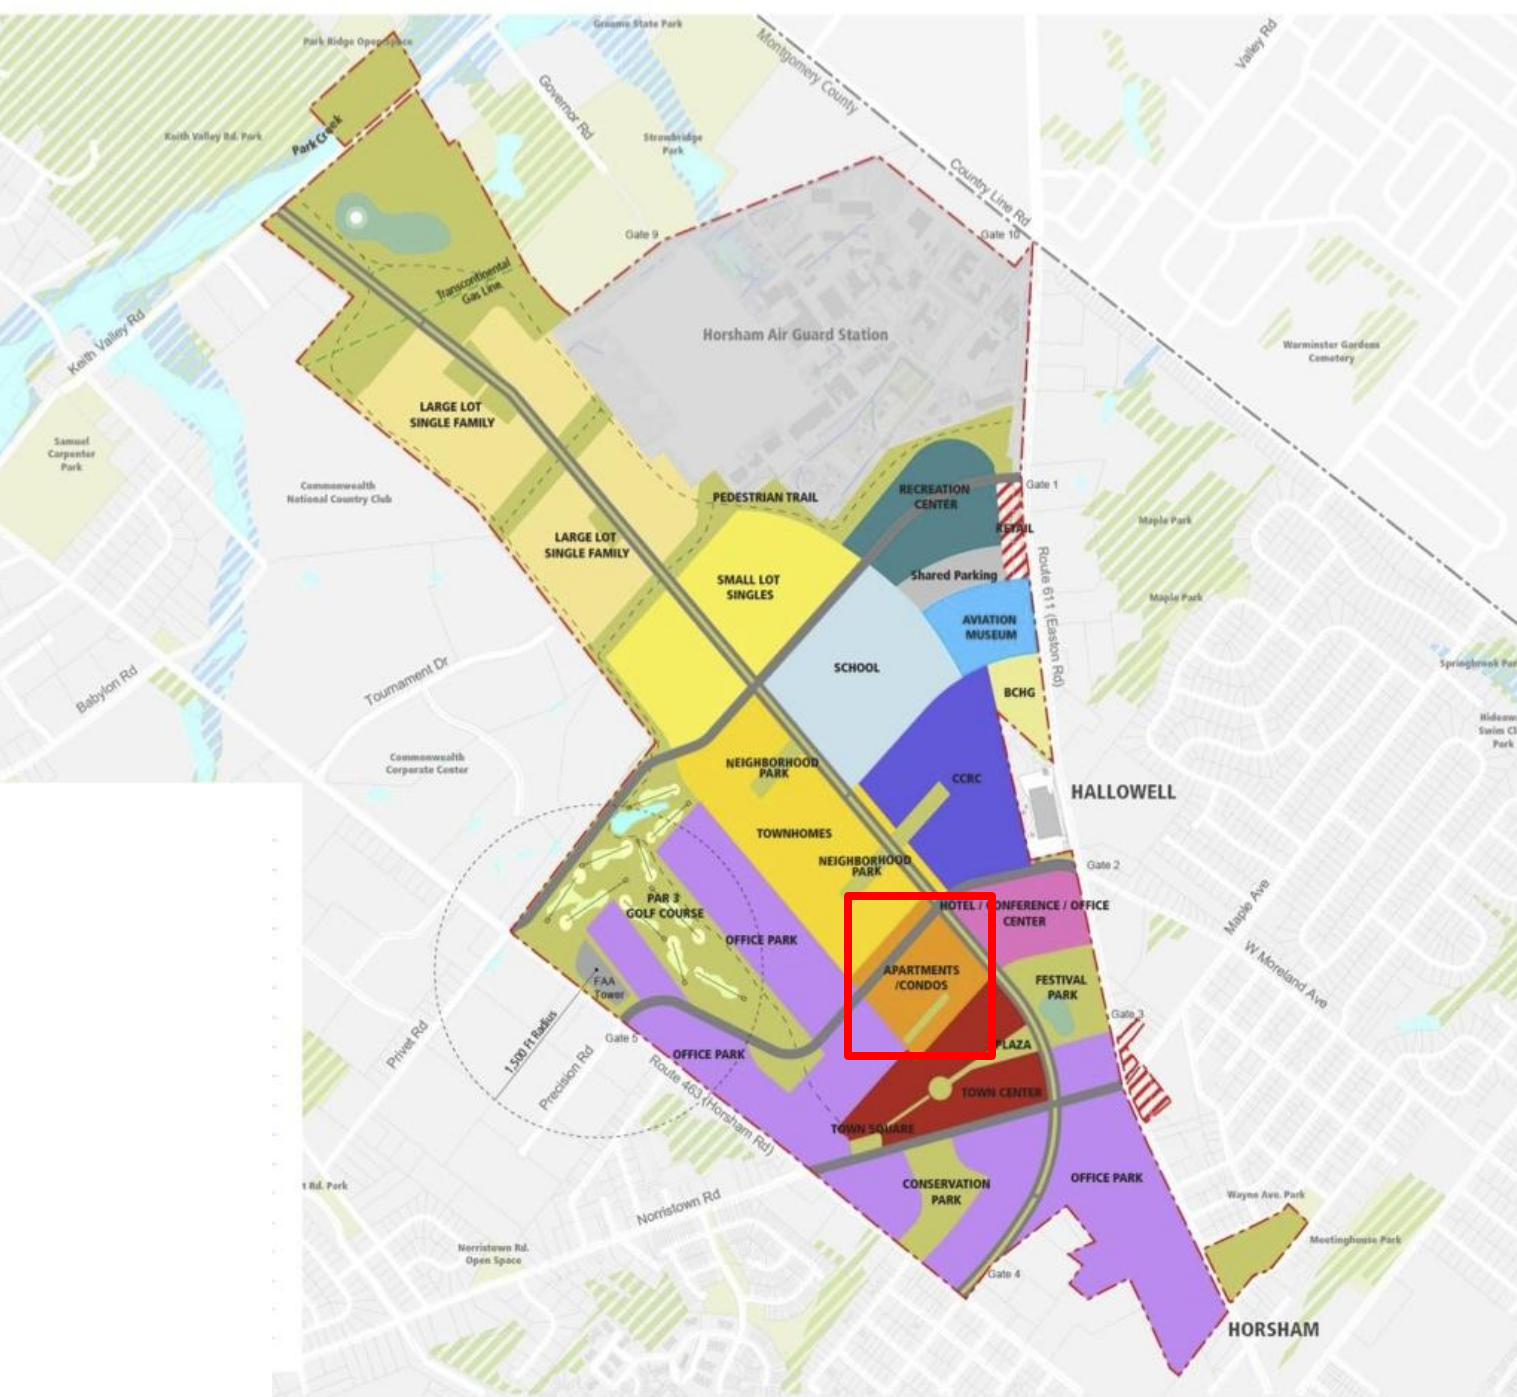 Groome State Park
Park Ridge Open Space
Montgomery County
Valley Rd
Governor Rd
Keith Valley Rd. Park
Park Creek
Strawbridge
Park
Country Line Rd
Gate 9
Gate 10
Transcontinental
Gas Line
Keith Valley Rd
Horsham Air Guard Station
Warminster Gardens
Cemetery
LARGE LOT
SINGLE FAMILY
Samuel
Carpenter
Park
Commonwealth
National Country Club
PEDESTRIAN TRAIL
RECREATION
CENTER
Gate 1
RETAIL
Maple Park
LARGE LOT
SINGLE FAMILY
SMALL LOT
SINGLES
Shared Parking
Route 611 (Easton Rd)
Maple Park
AVIATION
MUSEUM
SCHOOL
BCHG
Babylon Rd
Tournament Dr
Commonwealth
Corporate Center
NEIGHBORHOOD
PARK
CCRC
HALLOWELL
TOWNHOMES
NEIGHBORHOOD
PARK
Gate 2
PAR 3
GOLF COURSE
HOTEL / CONFERENCE / OFFICE
CENTER
Maple Ave
OFFICE PARK
W Moreland Ave
APARTMENTS
/CONDOS
FESTIVAL
PARK
FAA
Tower
Gate 3
1,500 Ft Radius
Privet Rd
Gate 5
PLAZA
OFFICE PARK
Precision Rd
Route 463 (Horsham Rd)
TOWN CENTER
TOWN SQUARE
CONSERVATION
PARK
OFFICE PARK
Rd. Park
Norristown Rd
Wayne Ave. Park
Meetinghouse Park
Norristown Rd.
Open Space
Gate 4
HORSHAM